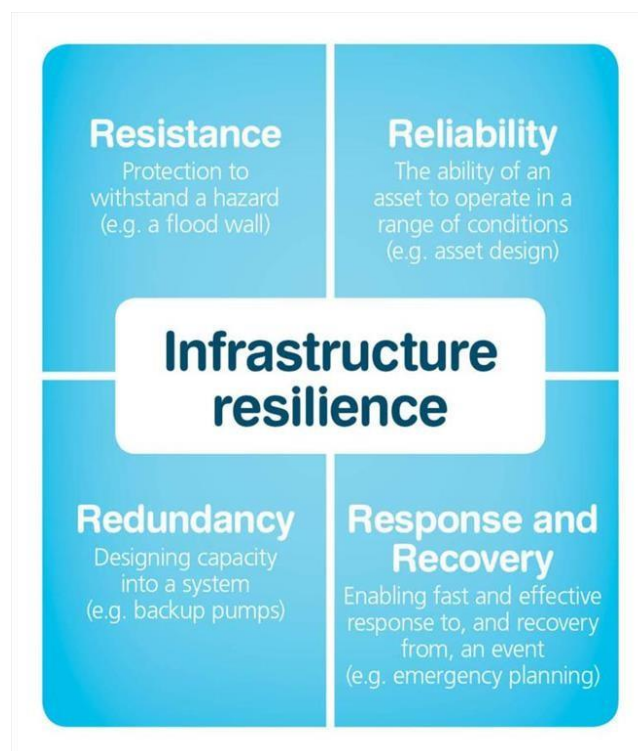 Resistance
Protection to
withstand a hazard
(e.g. a flood wall)
Reliability
The ability of an
asset to operate in a
range of conditions
(e.g. asset design)
Infrastructure
resilience
Redundancy
Designing capacity
into a system
(e.g. backup pumps)
Response and
Recovery
Enabling fast and effective
response to, and recovery
from, an event
(e.g. emergency planning)